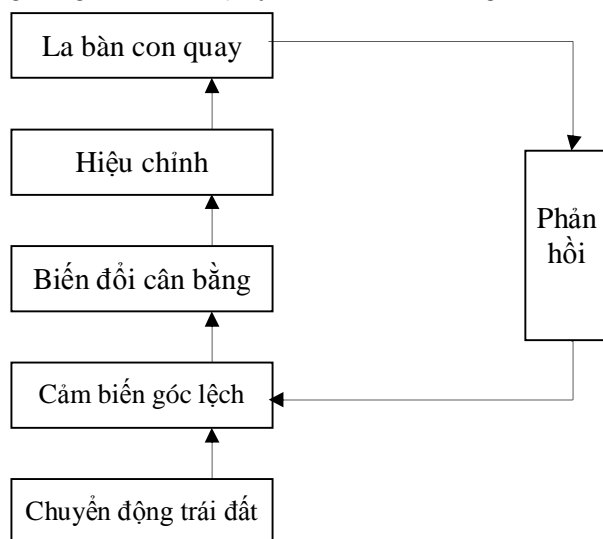 La bàn con quay
Hiệu chỉnh
Phản
hồi
Biến đổi cân bằng
Cảm biến góc lệch
Chuyển động trái đất